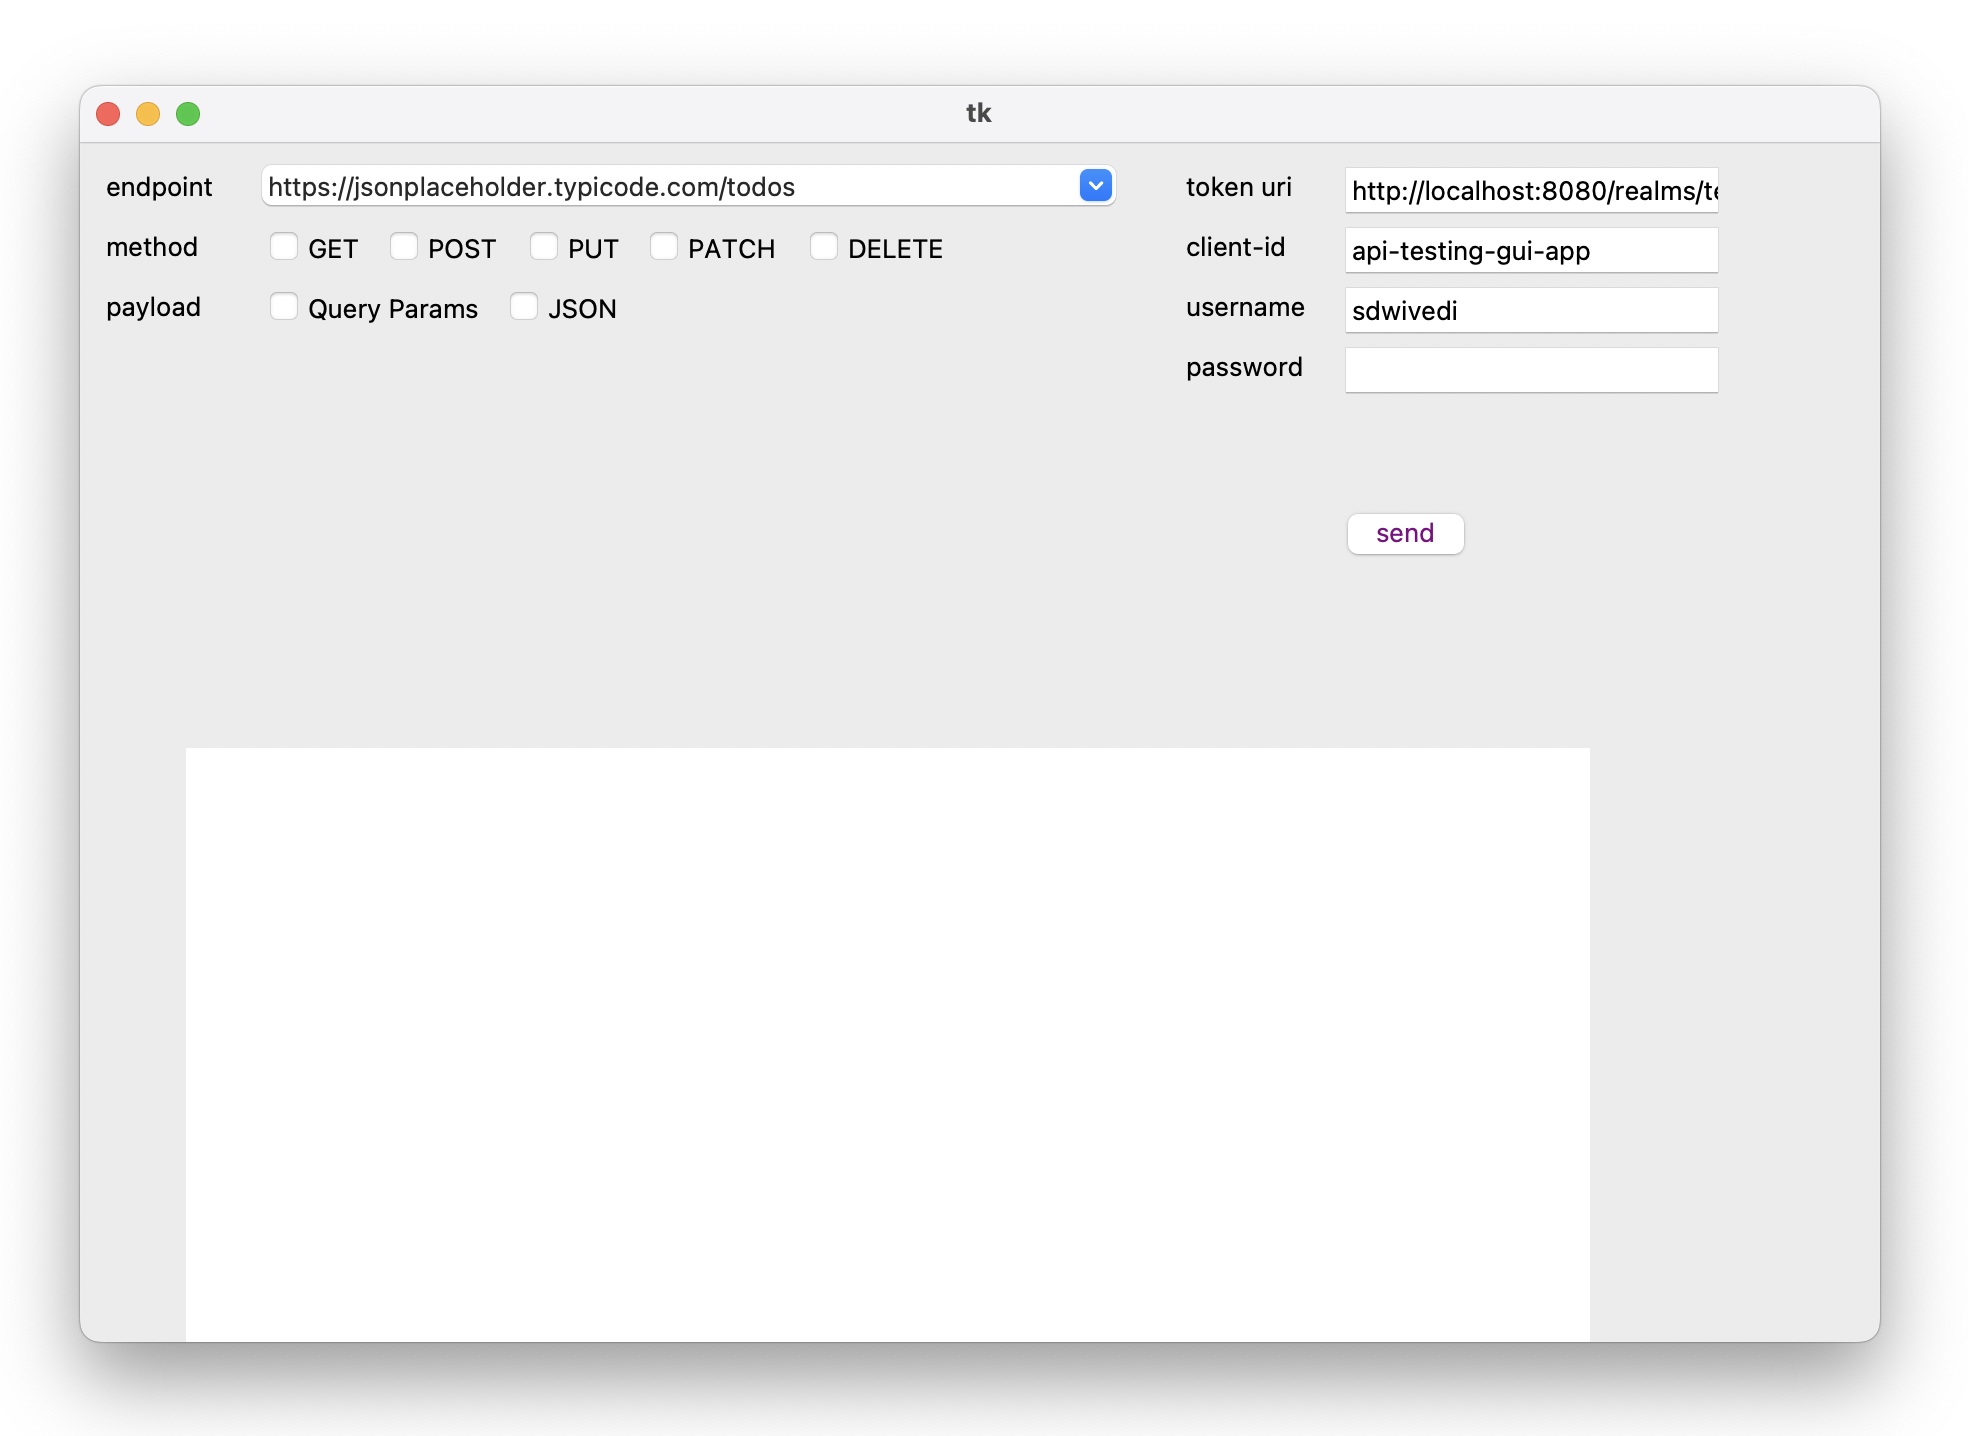 tk
endpoint https://jsonplaceholder.typicode.com/todos
method GET POST PUT PATCH DELETE
payload Query Params JSON
token uri http://localhost:8080/realms/te
client-id api-testing-gui-app
username sdwivedi
password
send